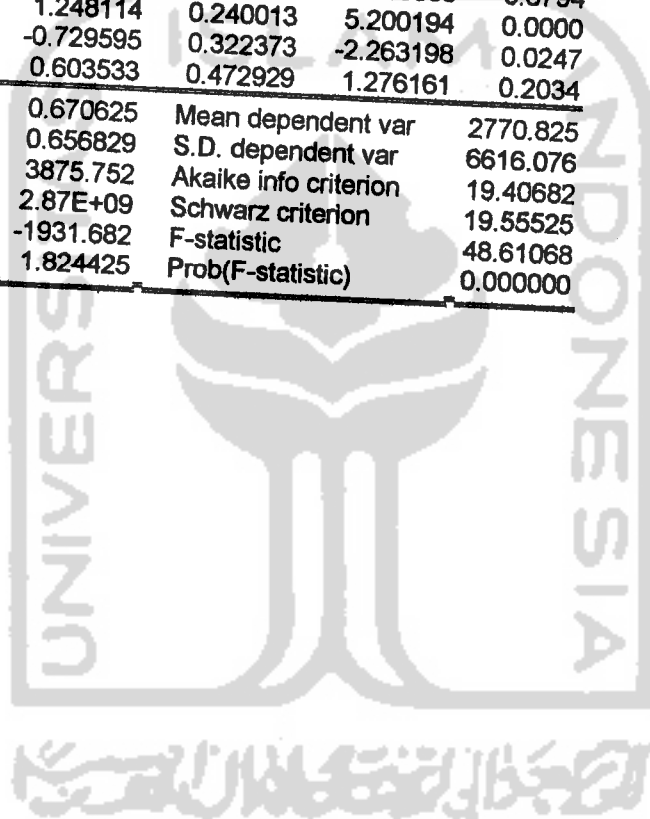 1.248114 0.240013 5.200194 0.0000
-0.729595 0.322373 -2.263198 0.0247
0.603533 0.472929 1.276161 0.2034
0.670625 Mean dependent var 2770.825
0.656829 S.D. dependent var 6616.076
3875.752 Akaike info criterion 19.40682
2.87E+09 Schwarz criterion 19.55525
-1931.682 F-statistic 48.61068
1.824425 Prob(F-statistic) 0.000000
ISLAM
UNIVERSITAS
INDONESIA